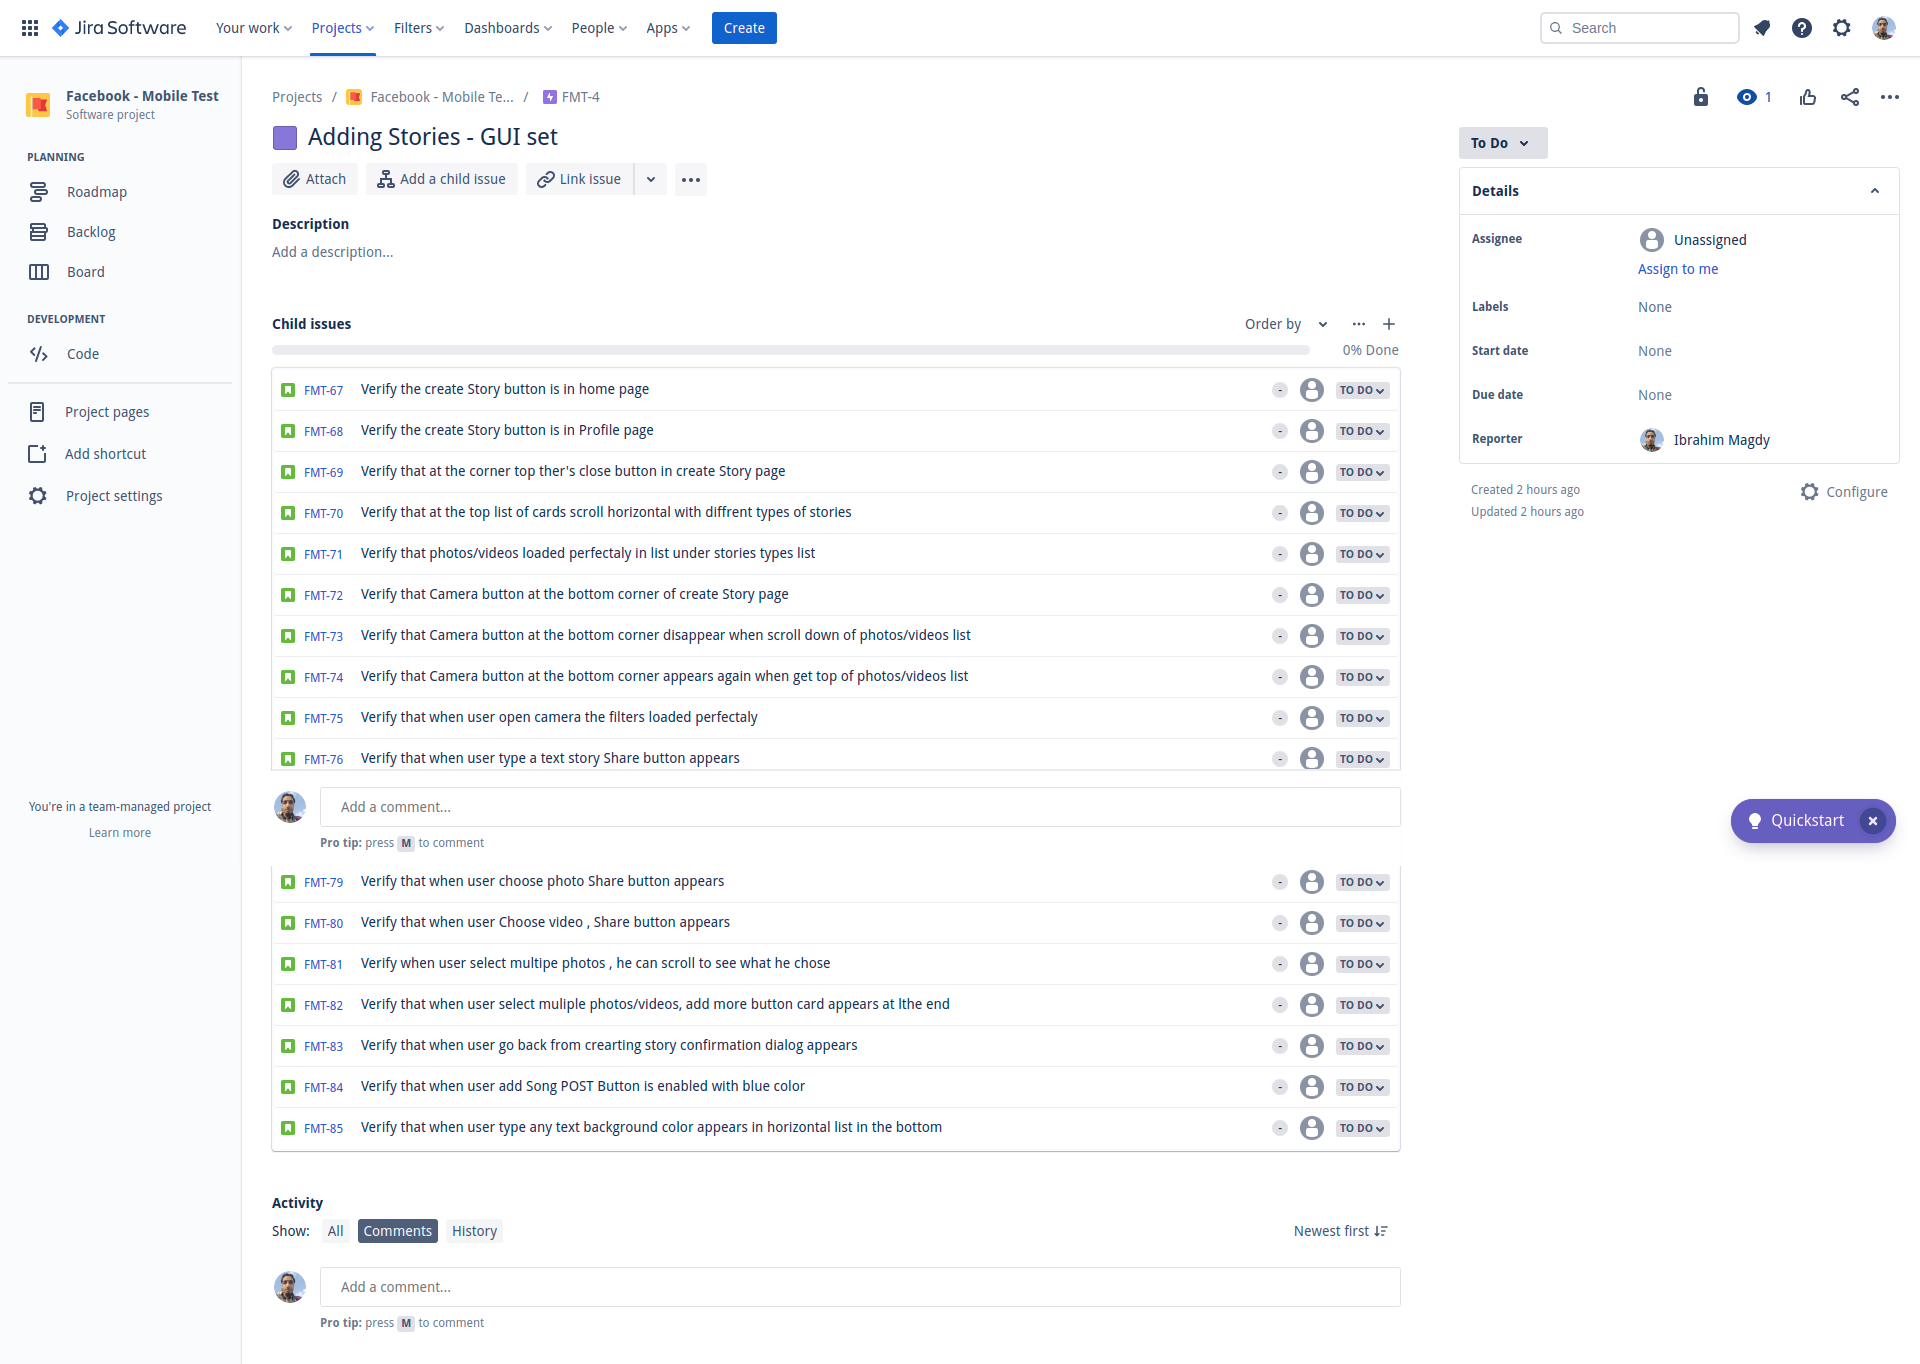 Jira Software Your work Projects Filters Dashboards People Apps Create Search
Facebook - Mobile Test
Software project
PLANNING
Roadmap
Backlog
Board
DEVELOPMENT
Code
Project pages
Add shortcut
Project settings
You're in a team-managed project
Learn more
Projects / Facebook - Mobile Te... / FMT-4
1
Adding Stories - GUI set
Attach Add a child issue Link issue
Description
Add a description...
Child issues Order by
0% Done
FMT-67 Verify the create Story button is in home page - TO DO
FMT-68 Verify the create Story button is in Profile page - TO DO
FMT-69 Verify that at the corner top ther's close button in create Story page - TO DO
FMT-70 Verify that at the top list of cards scroll horizontal with diffrent types of stories - TO DO
FMT-71 Verify that photos/videos loaded perfectaly in list under stories types list - TO DO
FMT-72 Verify that Camera button at the bottom corner of create Story page - TO DO
FMT-73 Verify that Camera button at the bottom corner disappear when scroll down of photos/videos list - TO DO
FMT-74 Verify that Camera button at the bottom corner appears again when get top of photos/videos list - TO DO
FMT-75 Verify that when user open camera the filters loaded perfectaly - TO DO
FMT-76 Verify that when user type a text story Share button appears - TO DO
Add a comment...
Pro tip: press M to comment
FMT-79 Verify that when user choose photo Share button appears - TO DO
FMT-80 Verify that when user Choose video , Share button appears - TO DO
FMT-81 Verify when user select multipe photos , he can scroll to see what he chose - TO DO
FMT-82 Verify that when user select muliple photos/videos, add more button card appears at lthe end - TO DO
FMT-83 Verify that when user go back from crearting story confirmation dialog appears - TO DO
FMT-84 Verify that when user add Song POST Button is enabled with blue color - TO DO
FMT-85 Verify that when user type any text background color appears in horizontal list in the bottom - TO DO
Activity
Show: All Comments History Newest first
Add a comment...
Pro tip: press M to comment
To Do
Details
Assignee Unassigned
Assign to me
Labels None
Start date None
Due date None
Reporter Ibrahim Magdy
Created 2 hours ago Configure
Updated 2 hours ago
Quickstart